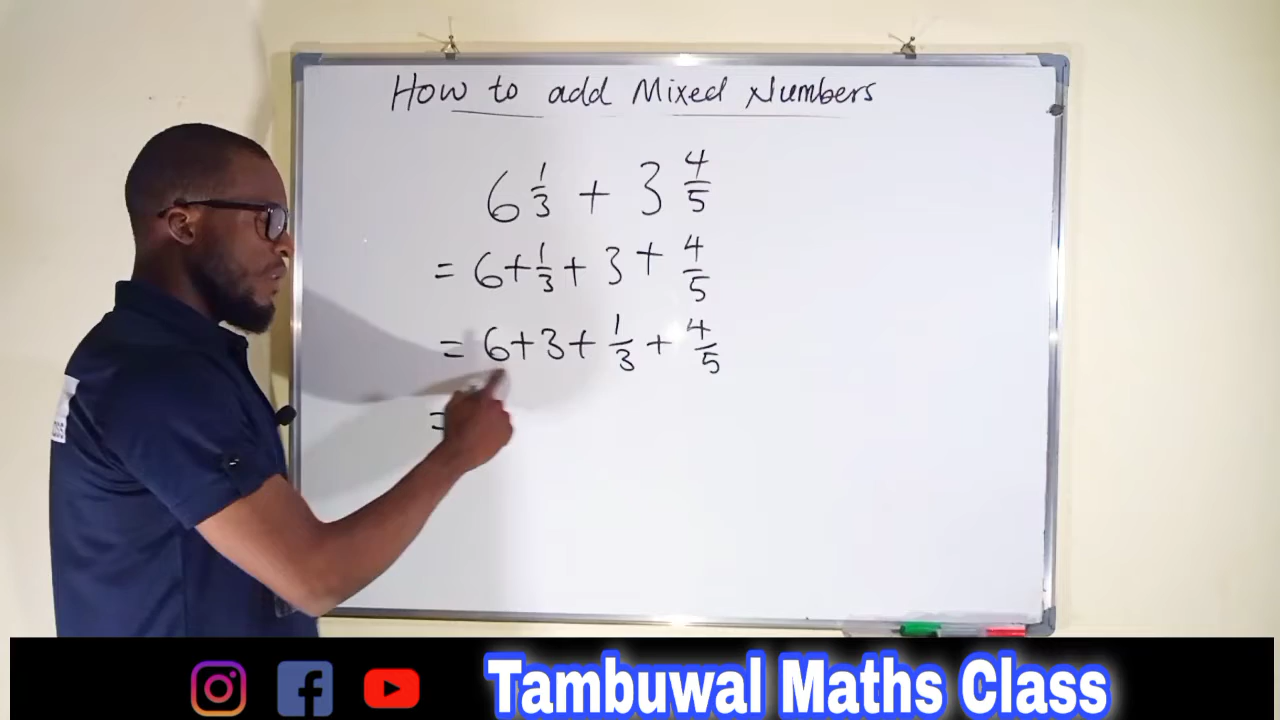 How to add Mixed Numbers
6 1/3 + 3 4/5
= 6 + 1/3 + 3 + 4/5
= 6 + 3 + 1/3 + 4/5
=
Tambuwal Maths Class